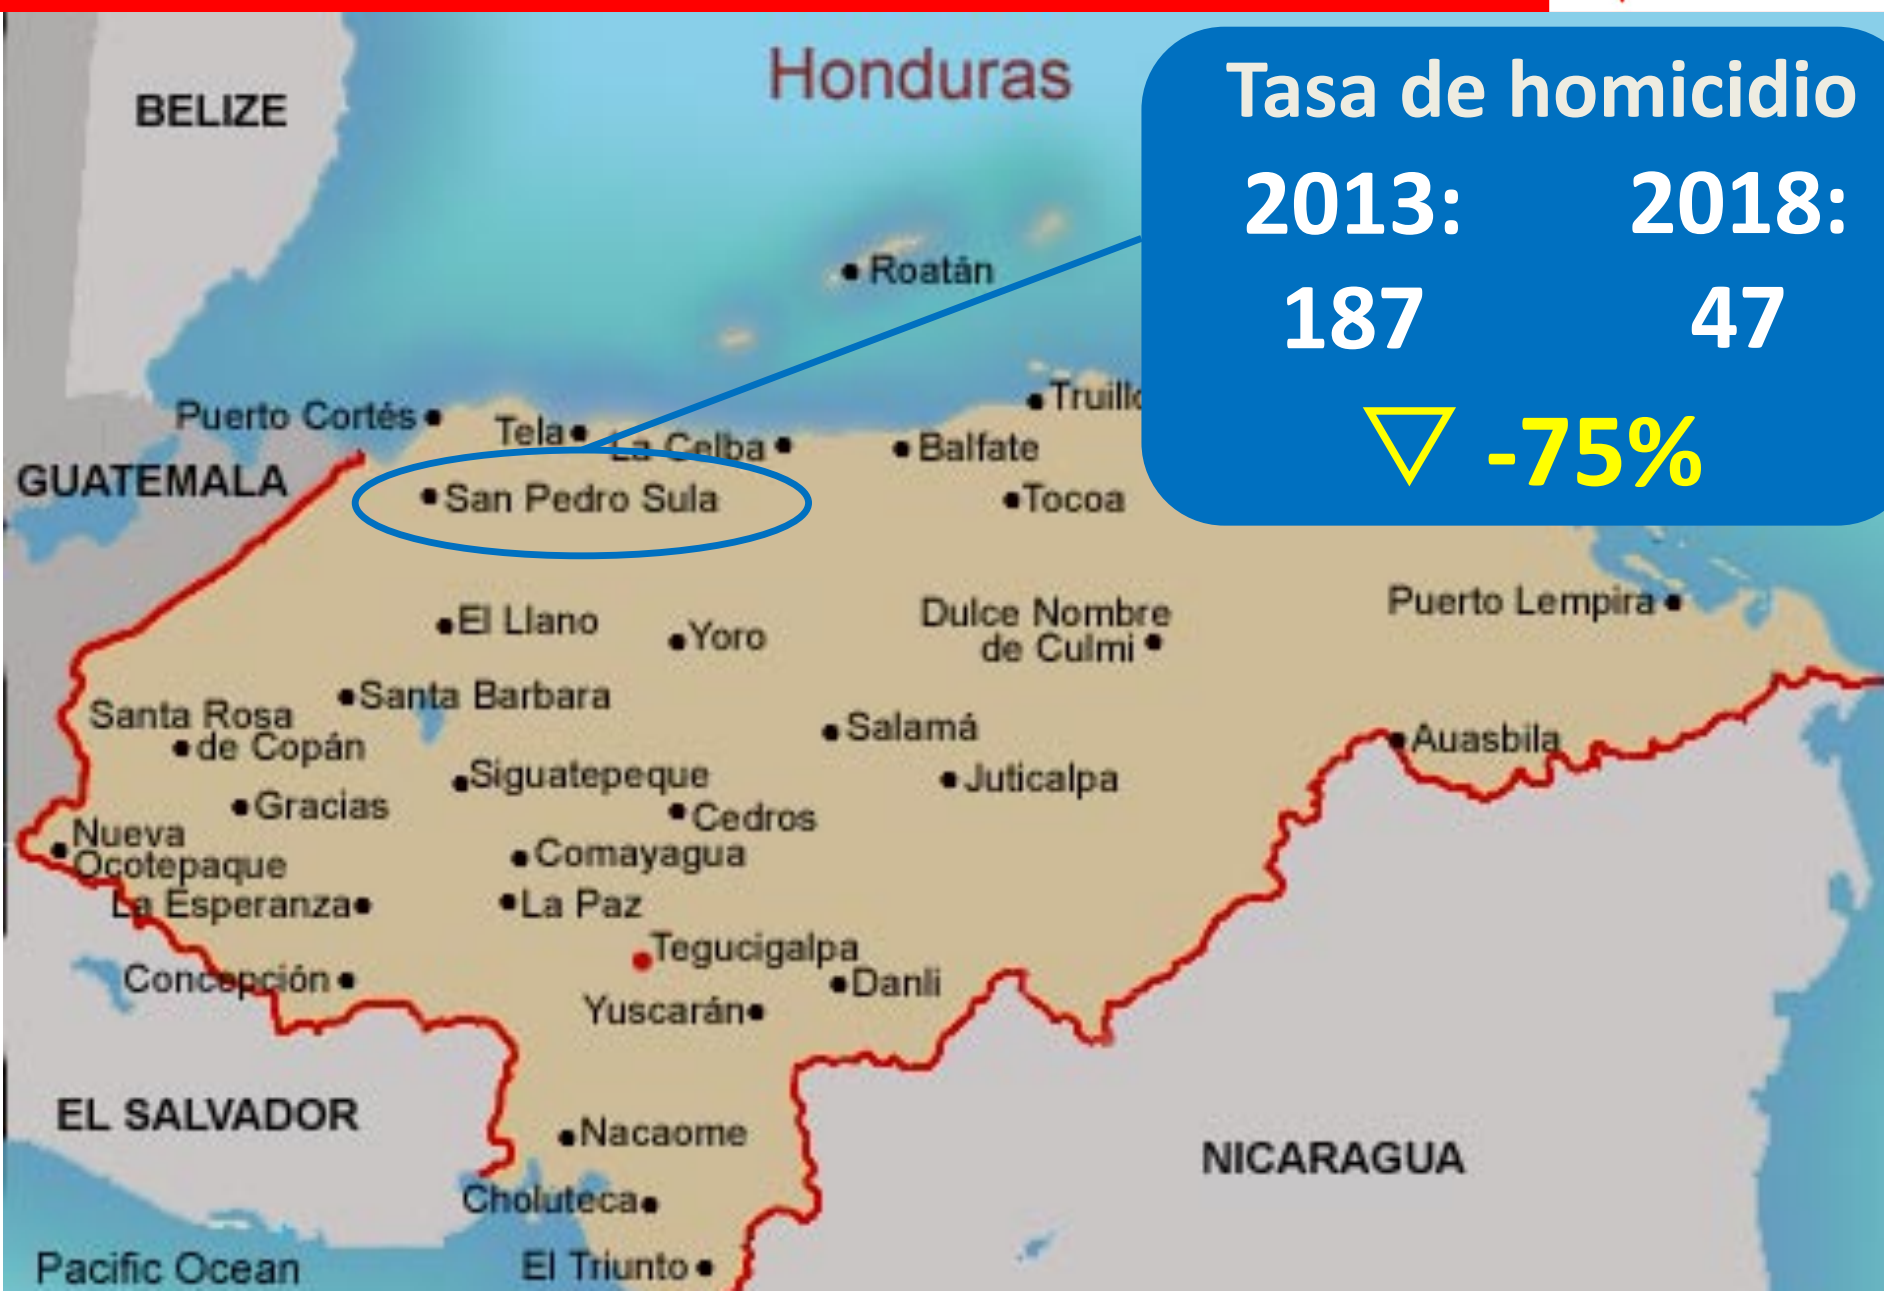 Honduras
BELIZE
Tasa de homicidio
2013: 2018:
187 47
-75%
Roatán
Truillo
Puerto Cortés
Tela
La Celba
Balfate
GUATEMALA
San Pedro Sula
Tocoa
Puerto Lempira
El Llano
Yoro
Dulce Nombre
de Culmi
Santa Barbara
Santa Rosa
de Copán
Salamá
Auasbila
Siguatepeque
Juticalpa
Gracias
Cedros
Nueva
Ocotepaque
Comayagua
La Esperanza
La Paz
Tegucigalpa
Concepción
Danli
Yuscarán
EL SALVADOR
Nacaome
NICARAGUA
Choluteca
Pacific Ocean
El Triunto